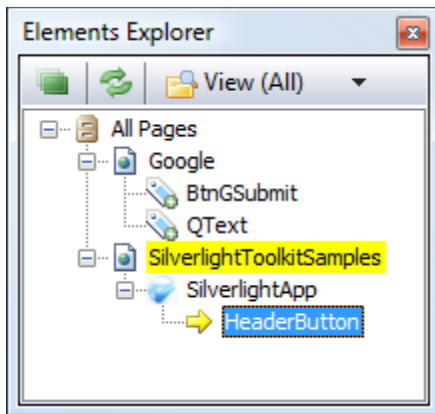 Elements Explorer
View (All)
All Pages
Google
BtnGSubmit
QText
SilverlightToolkitSamples
SilverlightApp
HeaderButton